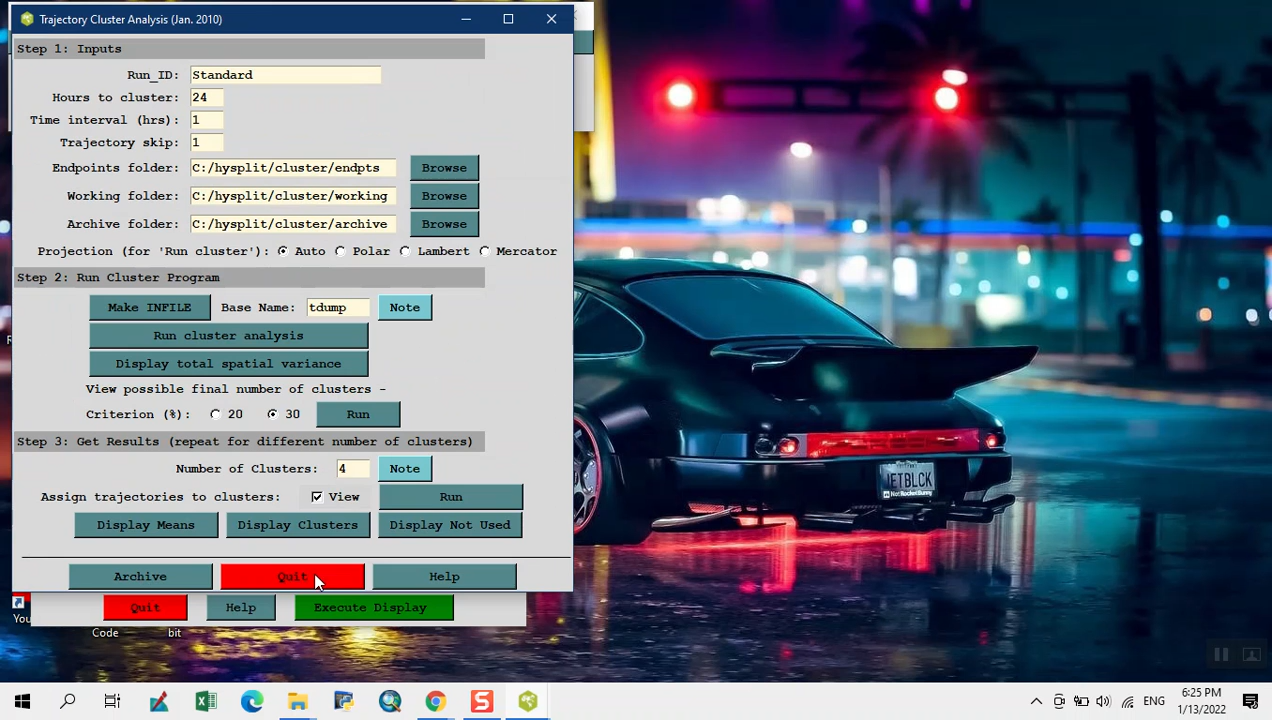 Trajectory Cluster Analysis (Jan. 2010)
Step 1: Inputs
Run_ID: Standard
Hours to cluster: 24
Time interval (hrs): 1
Trajectory skip: 1
Endpoints folder: C:/hysplit/cluster/endpts Browse
Working folder: C:/hysplit/cluster/working Browse
Archive folder: C:/hysplit/cluster/archive Browse
Projection (for 'Run cluster'): Auto Polar Lambert Mercator
Step 2: Run Cluster Program
Make INFILE Base Name: tdump Note
Run cluster analysis
Display total spatial variance
View possible final number of clusters -
Criterion (%): 20 30 Run
Step 3: Get Results (repeat for different number of clusters)
Number of Clusters: 4 Note
Assign trajectories to clusters: View Run
Display Means Display Clusters Display Not Used
Archive Quit Help
Quit Help Execute Display
You
Code bit
JETBLCK
NotRocketBunny
ENG
6:25 PM
1/13/2022